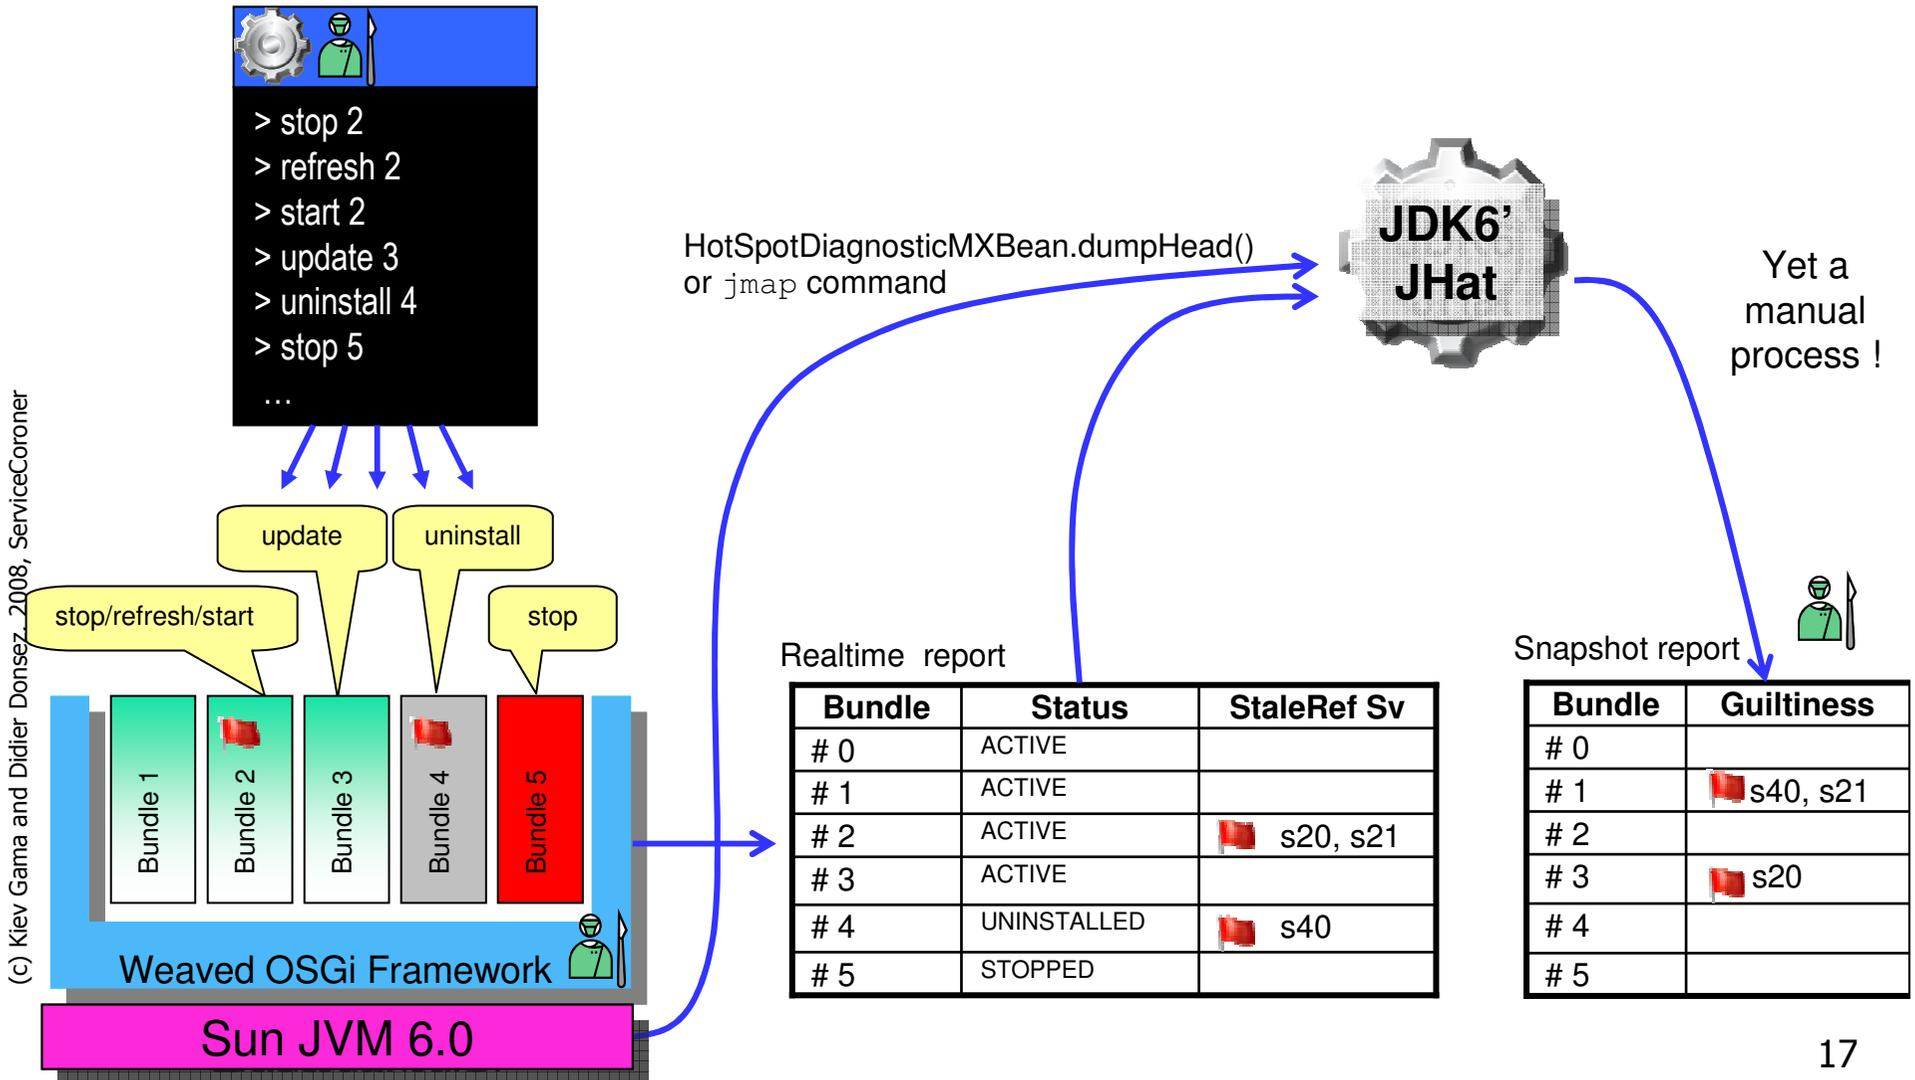 > stop 2
> refresh 2
> start 2
> update 3
> uninstall 4
> stop 5
...
update
uninstall
stop/refresh/start
stop
Bundle 1
Bundle 2
Bundle 3
Bundle 4
Bundle 5
Weaved OSGi Framework
Sun JVM 6.0
HotSpotDiagnosticMXBean.dumpHead()
or jmap command
JDK6’
JHat
Yet a
manual
process !
Realtime report
Bundle Status StaleRef Sv
# 0 ACTIVE
# 1 ACTIVE
# 2 ACTIVE s20, s21
# 3 ACTIVE
# 4 UNINSTALLED s40
# 5 STOPPED
Snapshot report
Bundle Guiltiness
# 0
# 1 s40, s21
# 2
# 3 s20
# 4
# 5
(c) Kiev Gama and Didier Donsez. 2008, ServiceCoroner
17